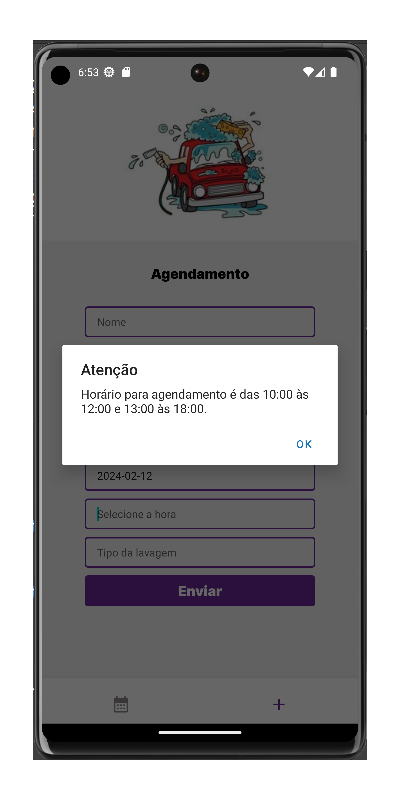 6:53
Agendamento
Nome
Atenção
Horário para agendamento é das 10:00 às
12:00 e 13:00 às 18:00.
OK
2024-02-12
Selecione a hora
Tipo da lavagem
Enviar